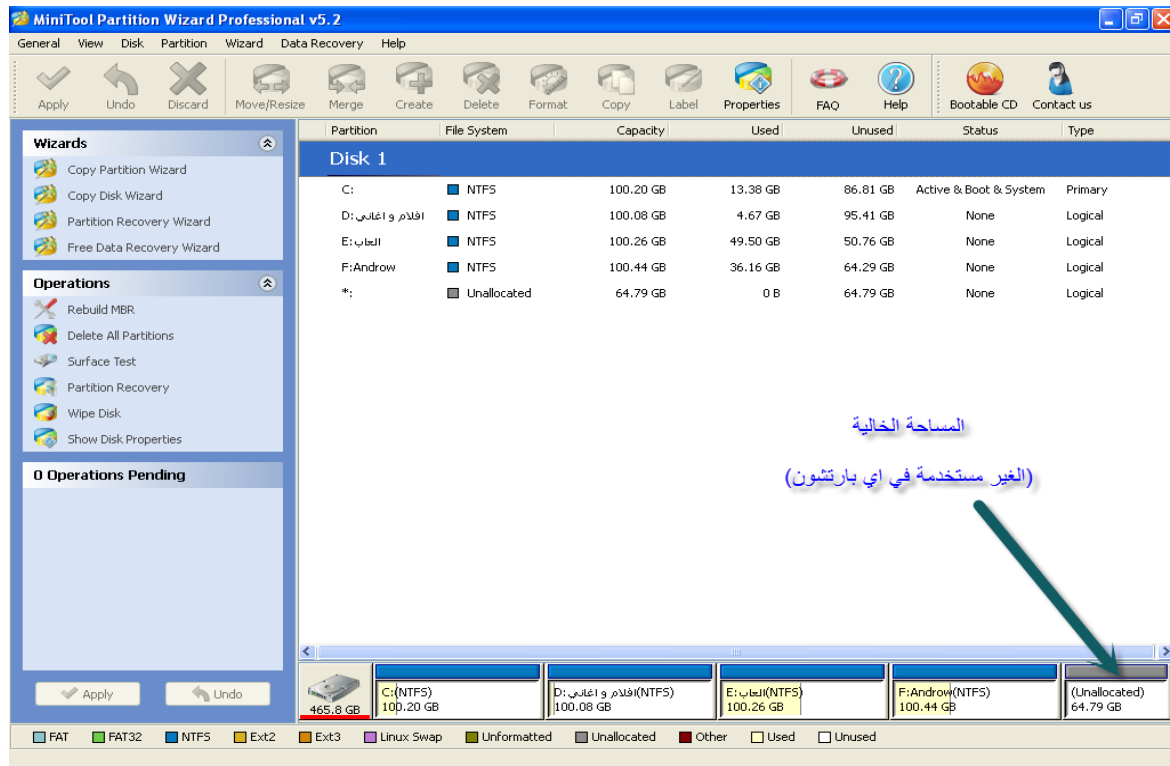 MiniTool Partition Wizard Professional v5.2
General View Disk Partition Wizard Data Recovery Help
Apply Undo Discard Move/Resize Merge Create Delete Format Copy Label Properties FAQ Help Bootable CD Contact us
Wizards
Copy Partition Wizard
Copy Disk Wizard
Partition Recovery Wizard
Free Data Recovery Wizard
Operations
Rebuild MBR
Delete All Partitions
Surface Test
Partition Recovery
Wipe Disk
Show Disk Properties
0 Operations Pending
Apply Undo
Partition File System Capacity Used Unused Status Type
Disk 1
C: NTFS 100.20 GB 13.38 GB 86.81 GB Active & Boot & System Primary
D:افلام و اغاني NTFS 100.08 GB 4.67 GB 95.41 GB None Logical
E:العاب NTFS 100.26 GB 49.50 GB 50.76 GB None Logical
F:Androw NTFS 100.44 GB 36.16 GB 64.29 GB None Logical
*: Unallocated 64.79 GB 0 B 64.79 GB None Logical
المساحة الخالية
(الغير مستخدمة في اي بارتشون)
465.8 GB
C:(NTFS)
100.20 GB
D:افلام و اغاني(NTFS)
100.08 GB
E:العاب(NTFS)
100.26 GB
F:Androw(NTFS)
100.44 GB
(Unallocated)
64.79 GB
FAT FAT32 NTFS Ext2 Ext3 Linux Swap Unformatted Unallocated Other Used Unused